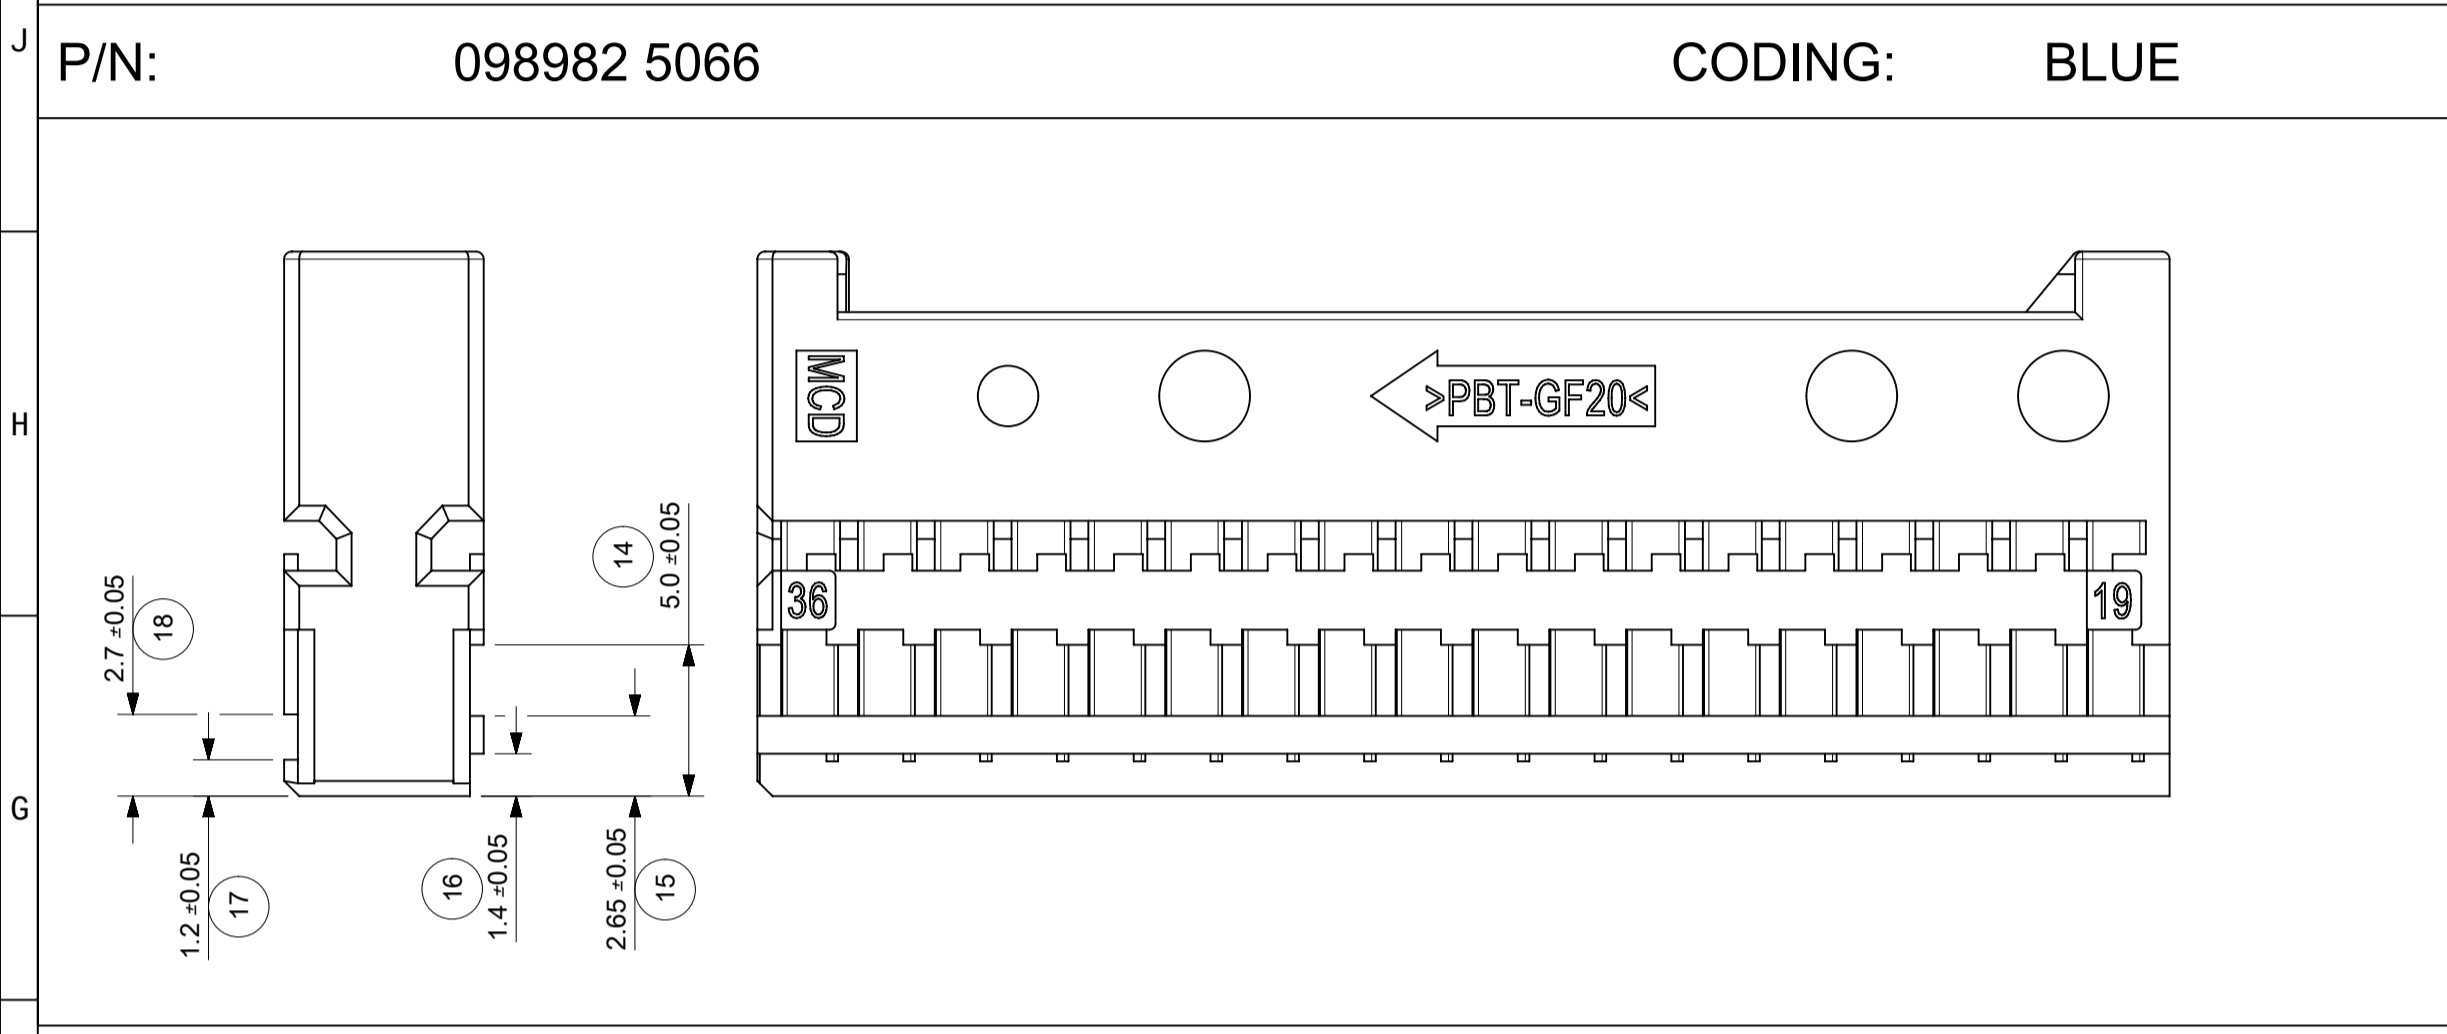 J
P/N: 098982 5066 CODING: BLUE
H
MCD
>PBT-GF20<
14
5.0 ±0.05
2.7 ±0.05
18
36
19
G
1.2 ±0.05
17
16
1.4 ±0.05
2.65 ±0.05
15